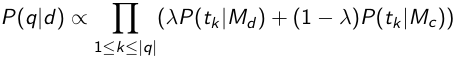 P(q|d) ∝ ∏_{1≤k≤|q|} (λP(t_k|M_d) + (1 − λ)P(t_k|M_c))